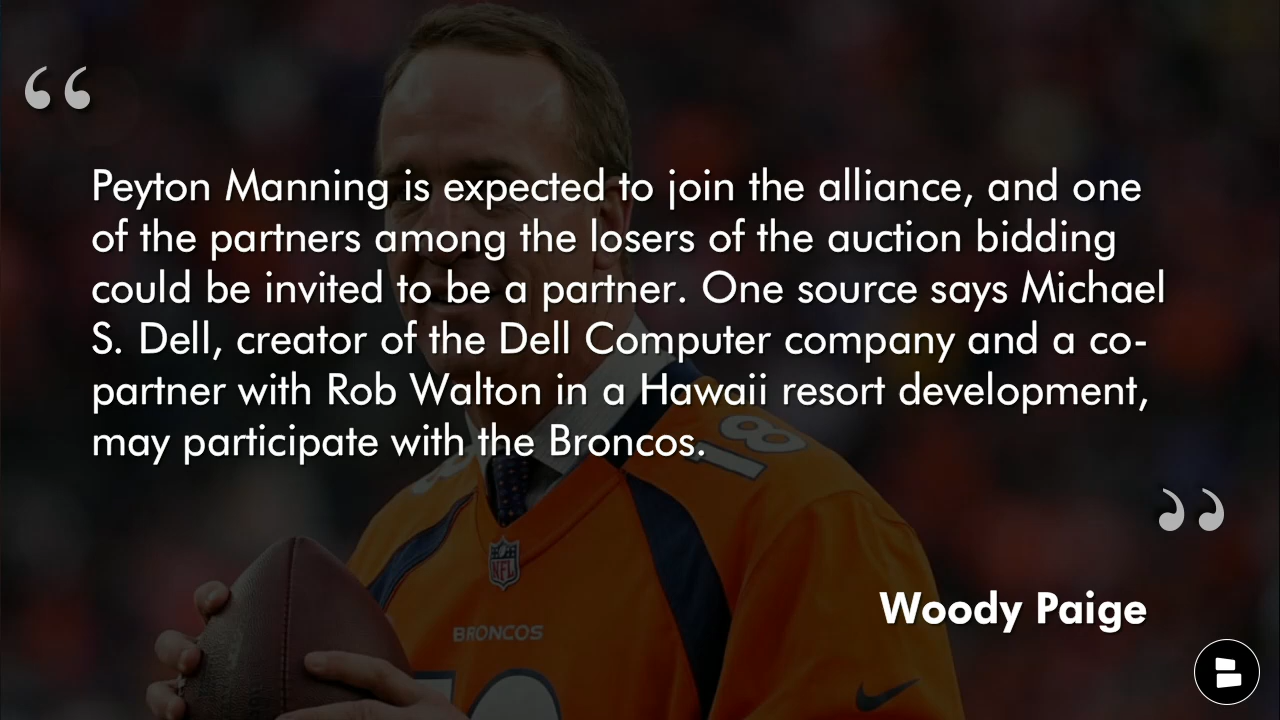 “
Peyton Manning is expected to join the alliance, and one
of the partners among the losers of the auction bidding
could be invited to be a partner. One source says Michael
S. Dell, creator of the Dell Computer company and a co-
partner with Rob Walton in a Hawaii resort development,
may participate with the Broncos.
”
Woody Paige
18
NFL
BRONCOS